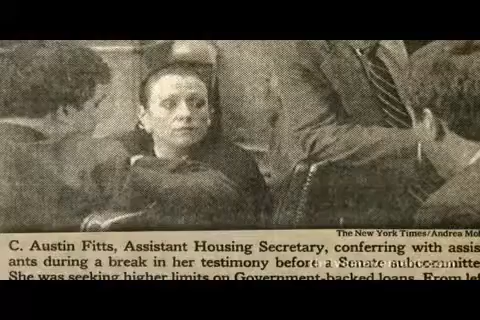 The New York Times/Andrea
C. Austin Fitts, Assistant Housing Secretary, conferring with assis
ants during a break in her testimony before a Senate subcommitte
She was seeking higher limits on Government-backed loans. From lef